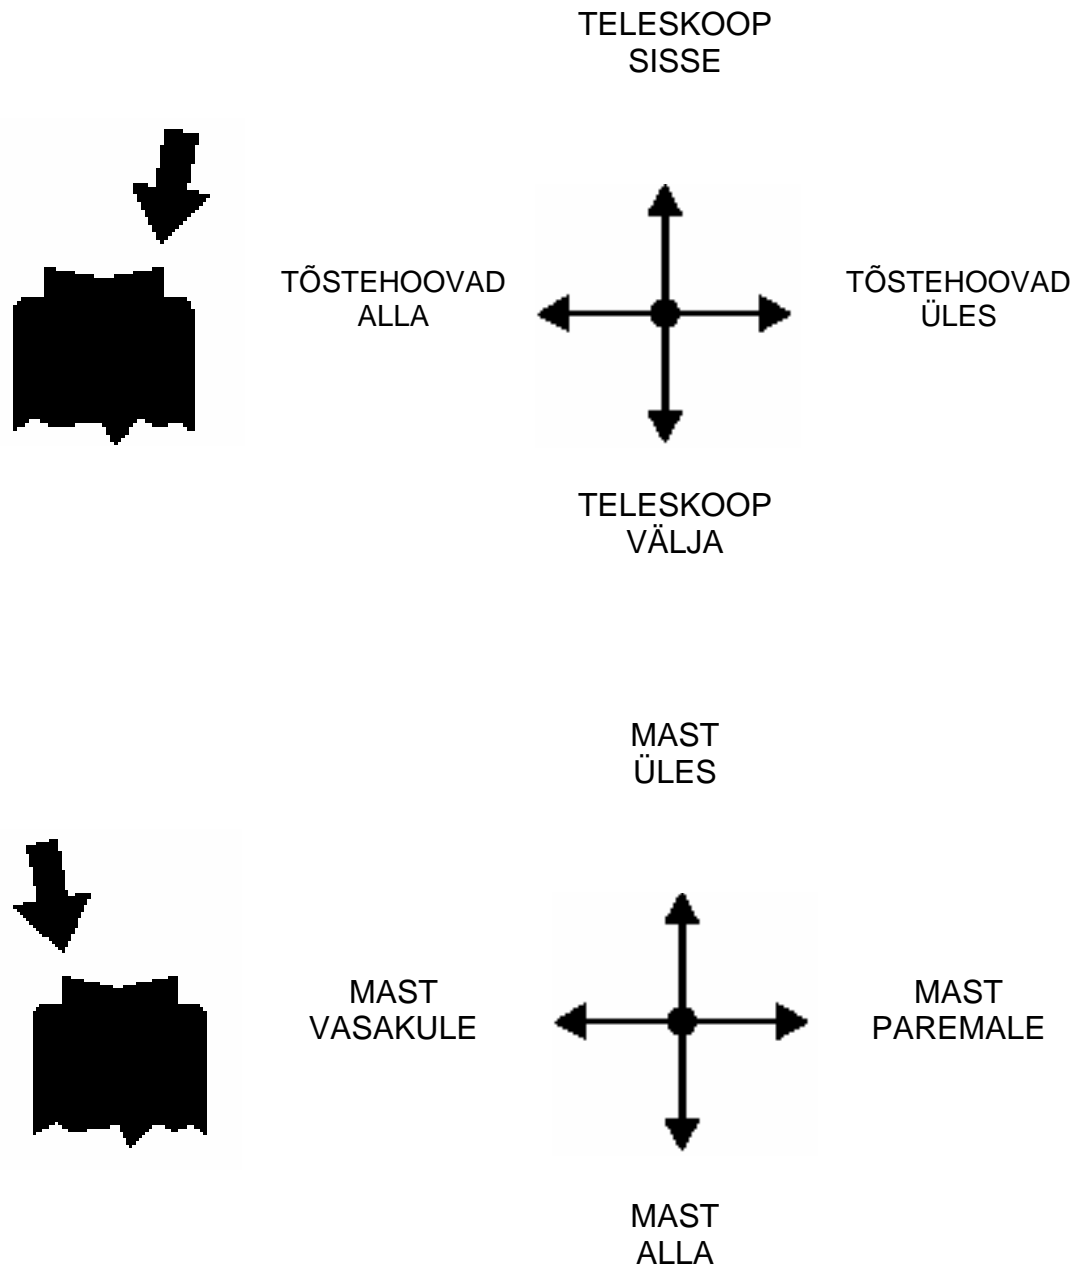 TELESKOOP
SISSE
TÕSTEHOOVAD
ALLA
TÕSTEHOOVAD
ÜLES
TELESKOOP
VÄLJA
MAST
ÜLES
MAST
VASAKULE
MAST
PAREMALE
MAST
ALLA